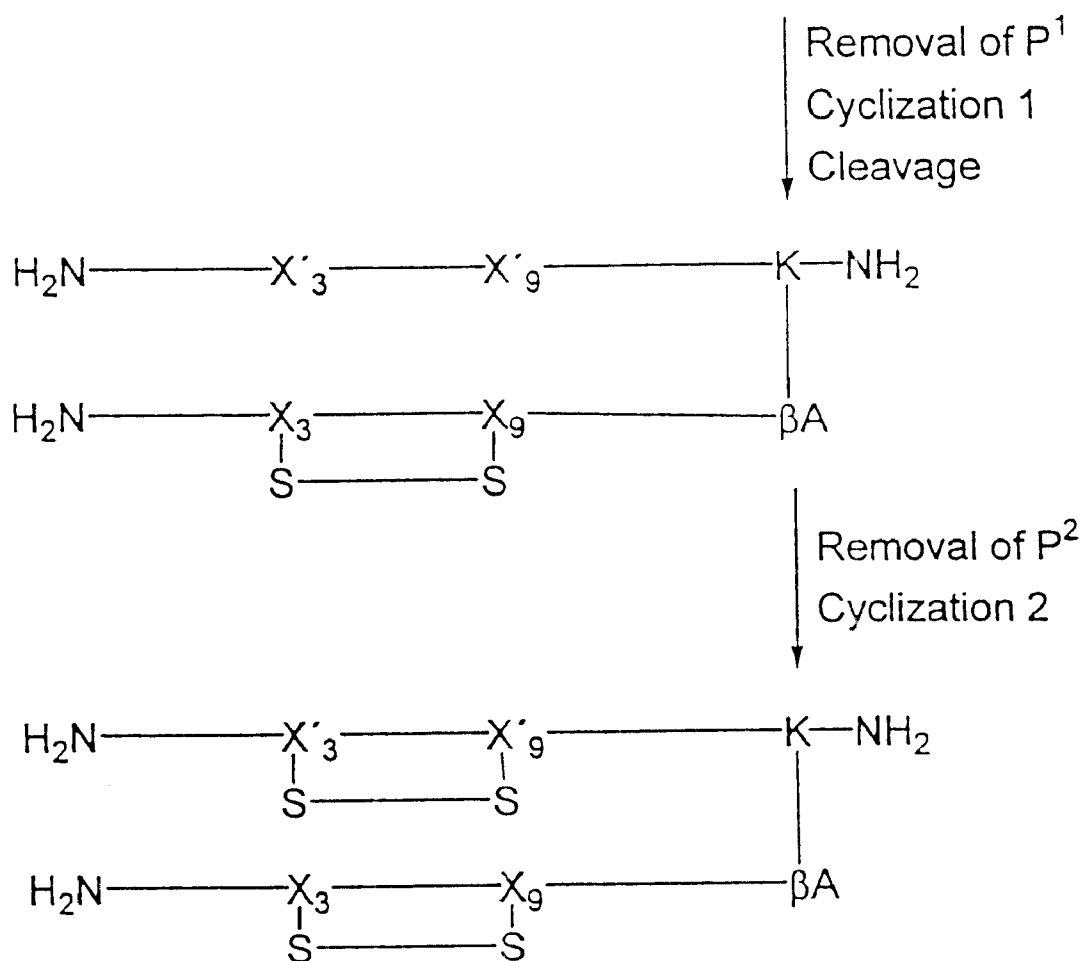 Removal of P¹
Cyclization 1
Cleavage
H₂N X´₃ X´₉ K NH₂
H₂N X₃ X₉ βA
S S
Removal of P²
Cyclization 2
H₂N X´₃ X´₉ K NH₂
S S
H₂N X₃ X₉ βA
S S